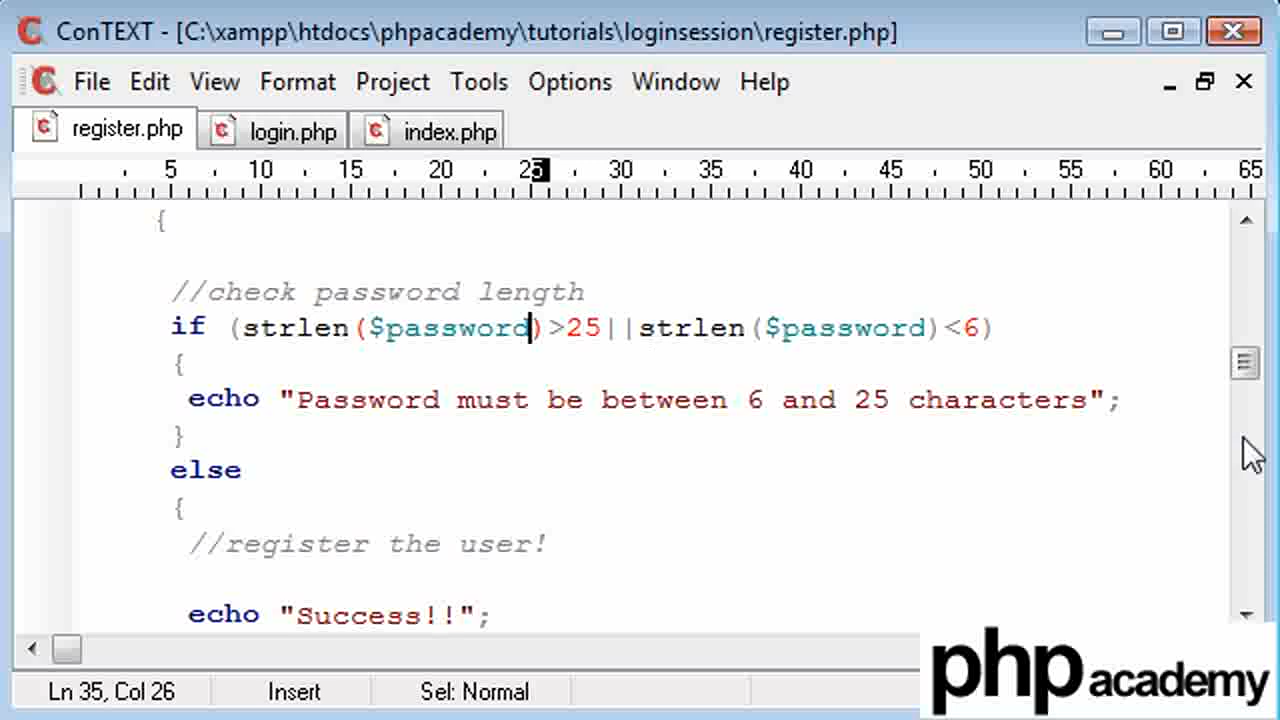 ConTEXT - [C:\xampp\htdocs\phpacademy\tutorials\loginsession\register.php]
File Edit View Format Project Tools Options Window Help
register.php login.php index.php
5 10 15 20 25 30 35 40 45 50 55 60 65
{
//check password length
if (strlen($password)>25||strlen($password)<6)
{
echo "Password must be between 6 and 25 characters";
}
else
{
//register the user!
echo "Success!!";
Ln 35, Col 26 Insert Sel: Normal
php academy